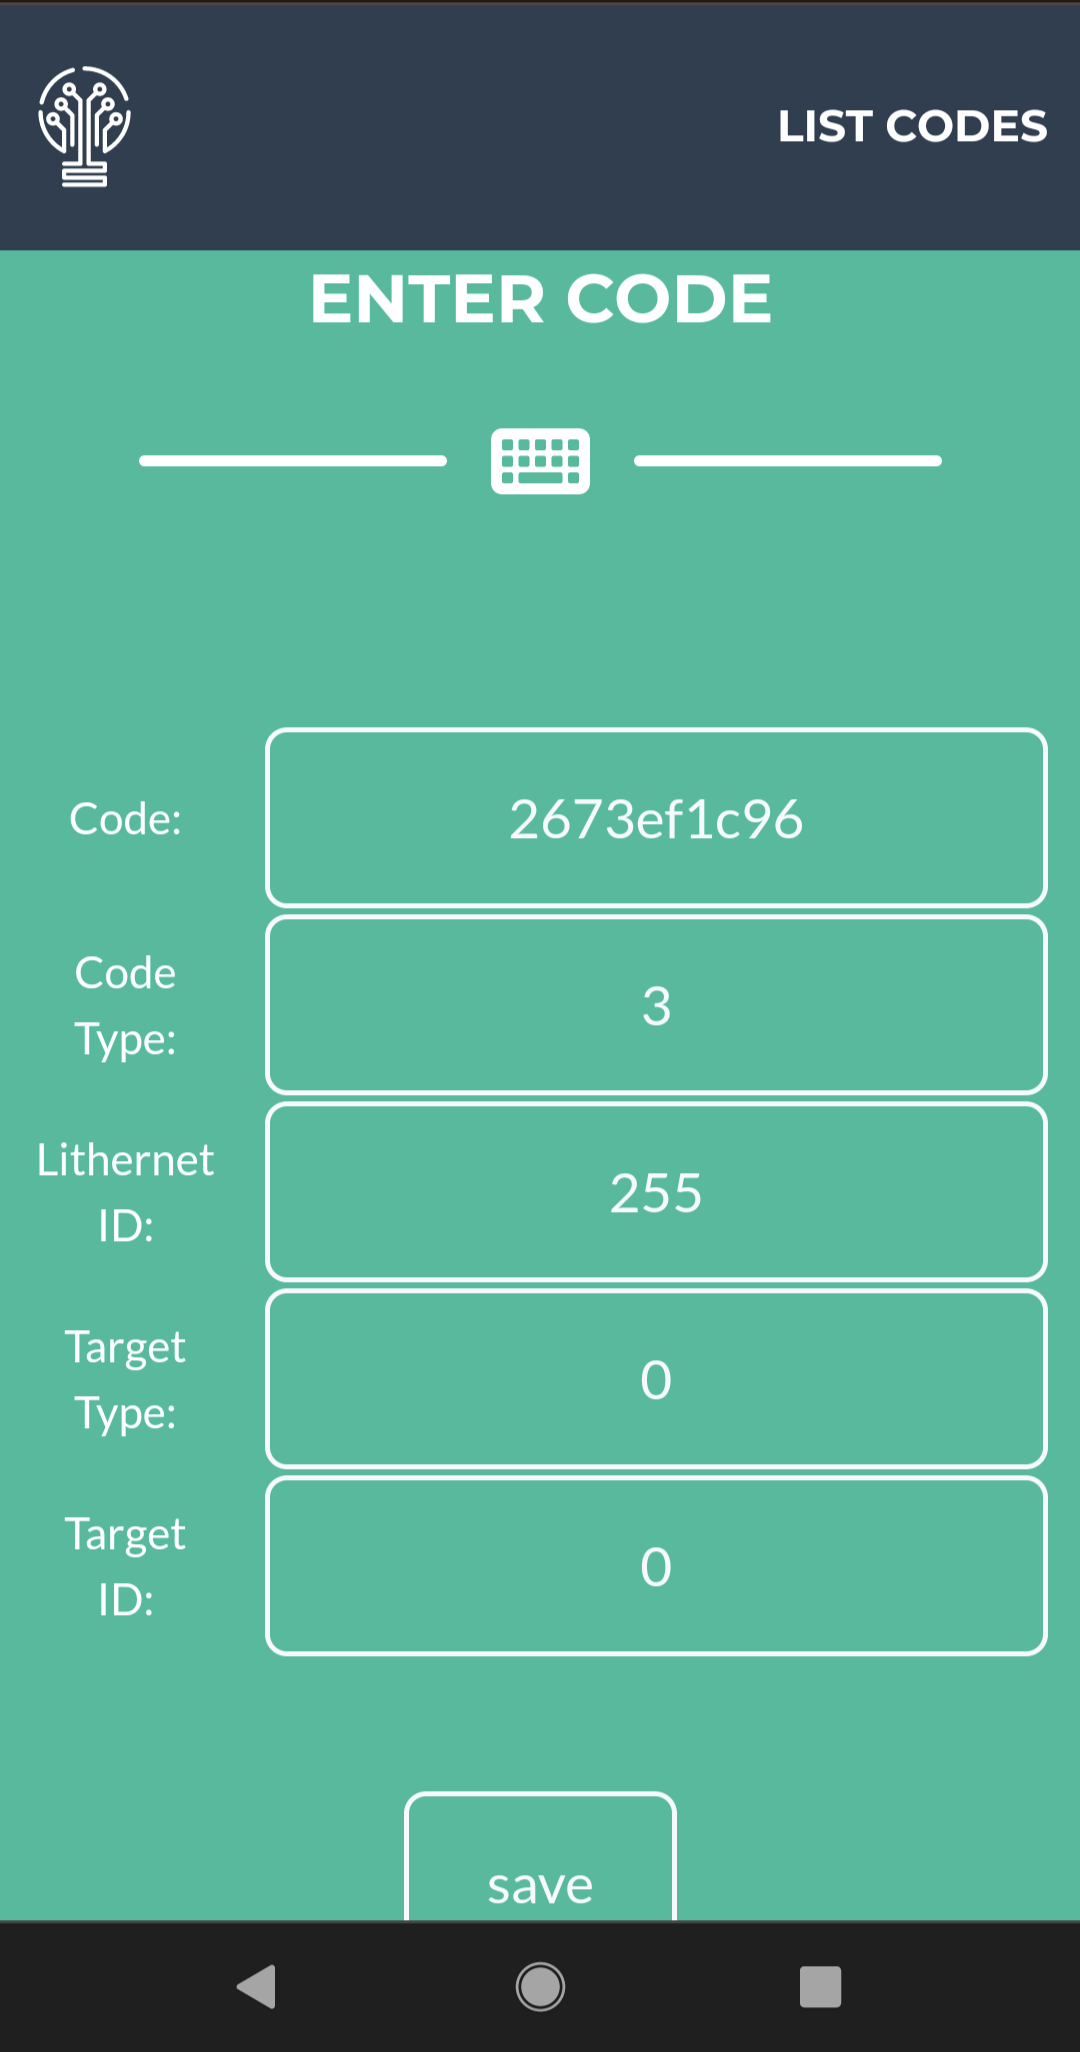 LIST CODES
ENTER CODE
Code:
2673ef1c96
Code
Type:
3
Lithernet
ID:
255
Target
Type:
0
Target
ID:
0
save